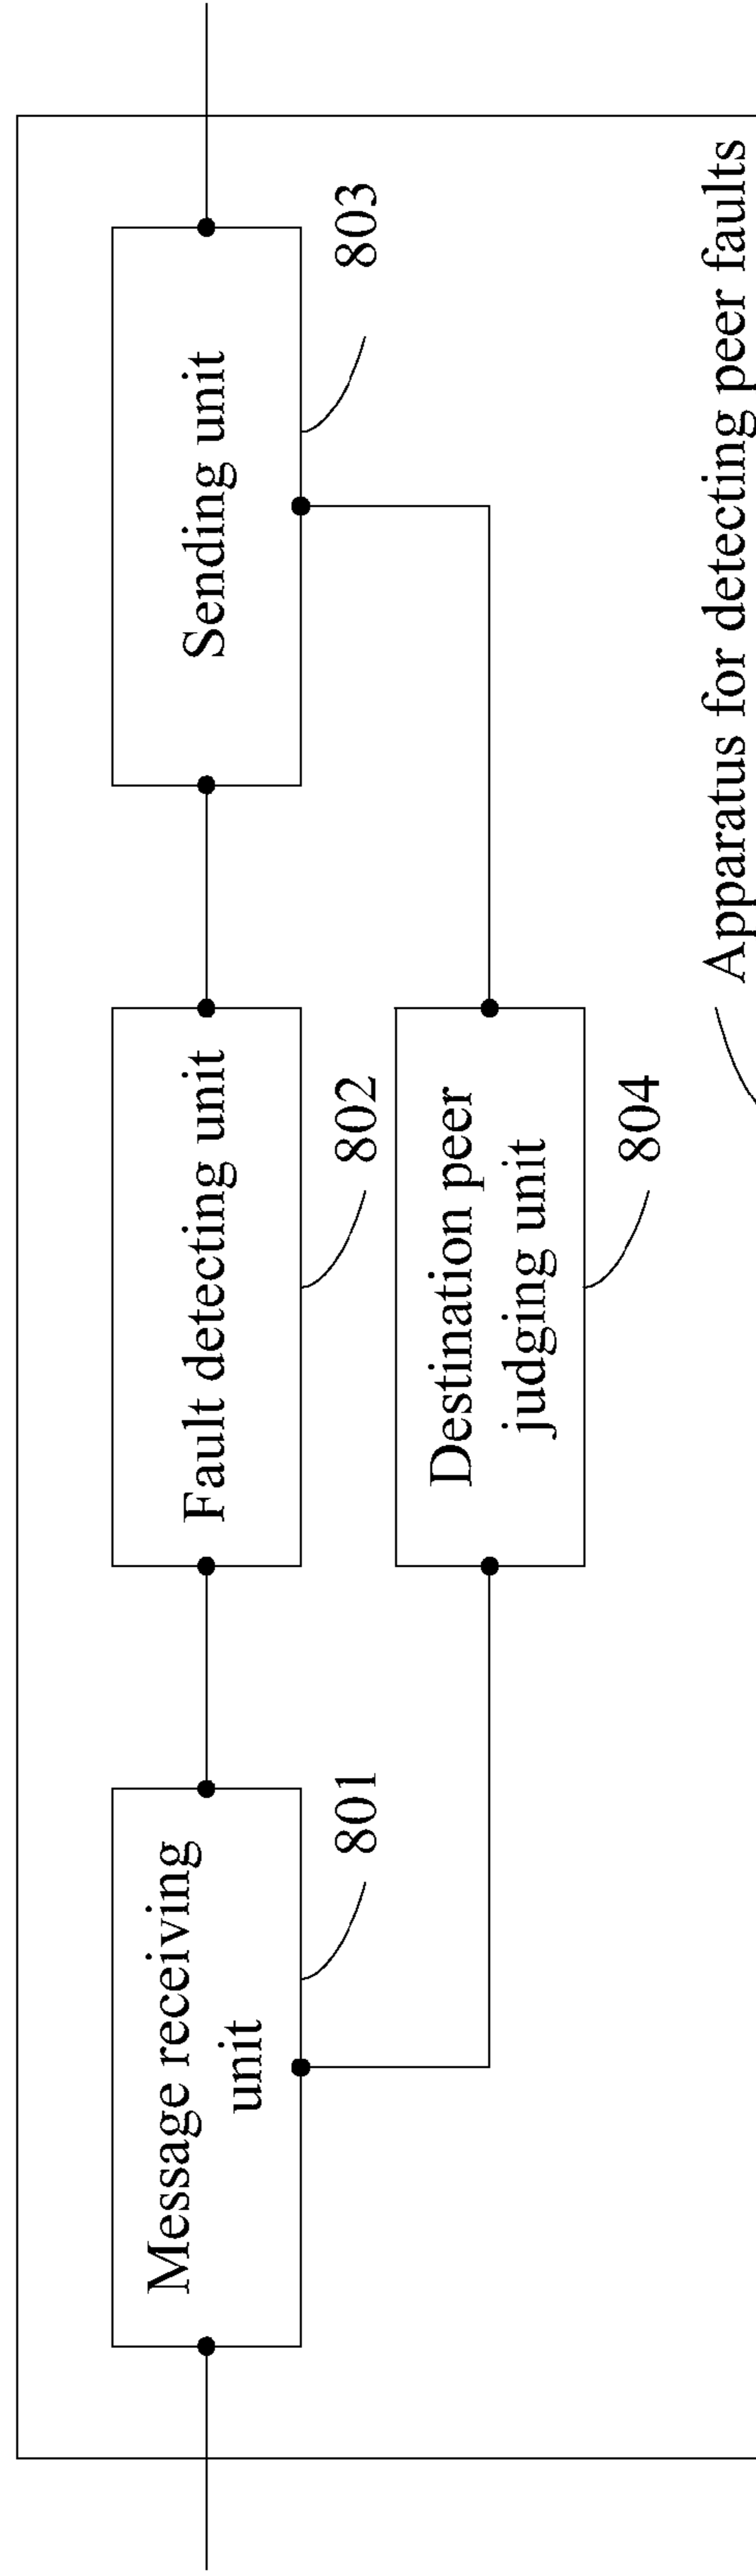 Message receiving
unit
801
Fault detecting unit
802
Sending unit
803
Destination peer
judging unit
804
Apparatus for detecting peer faults